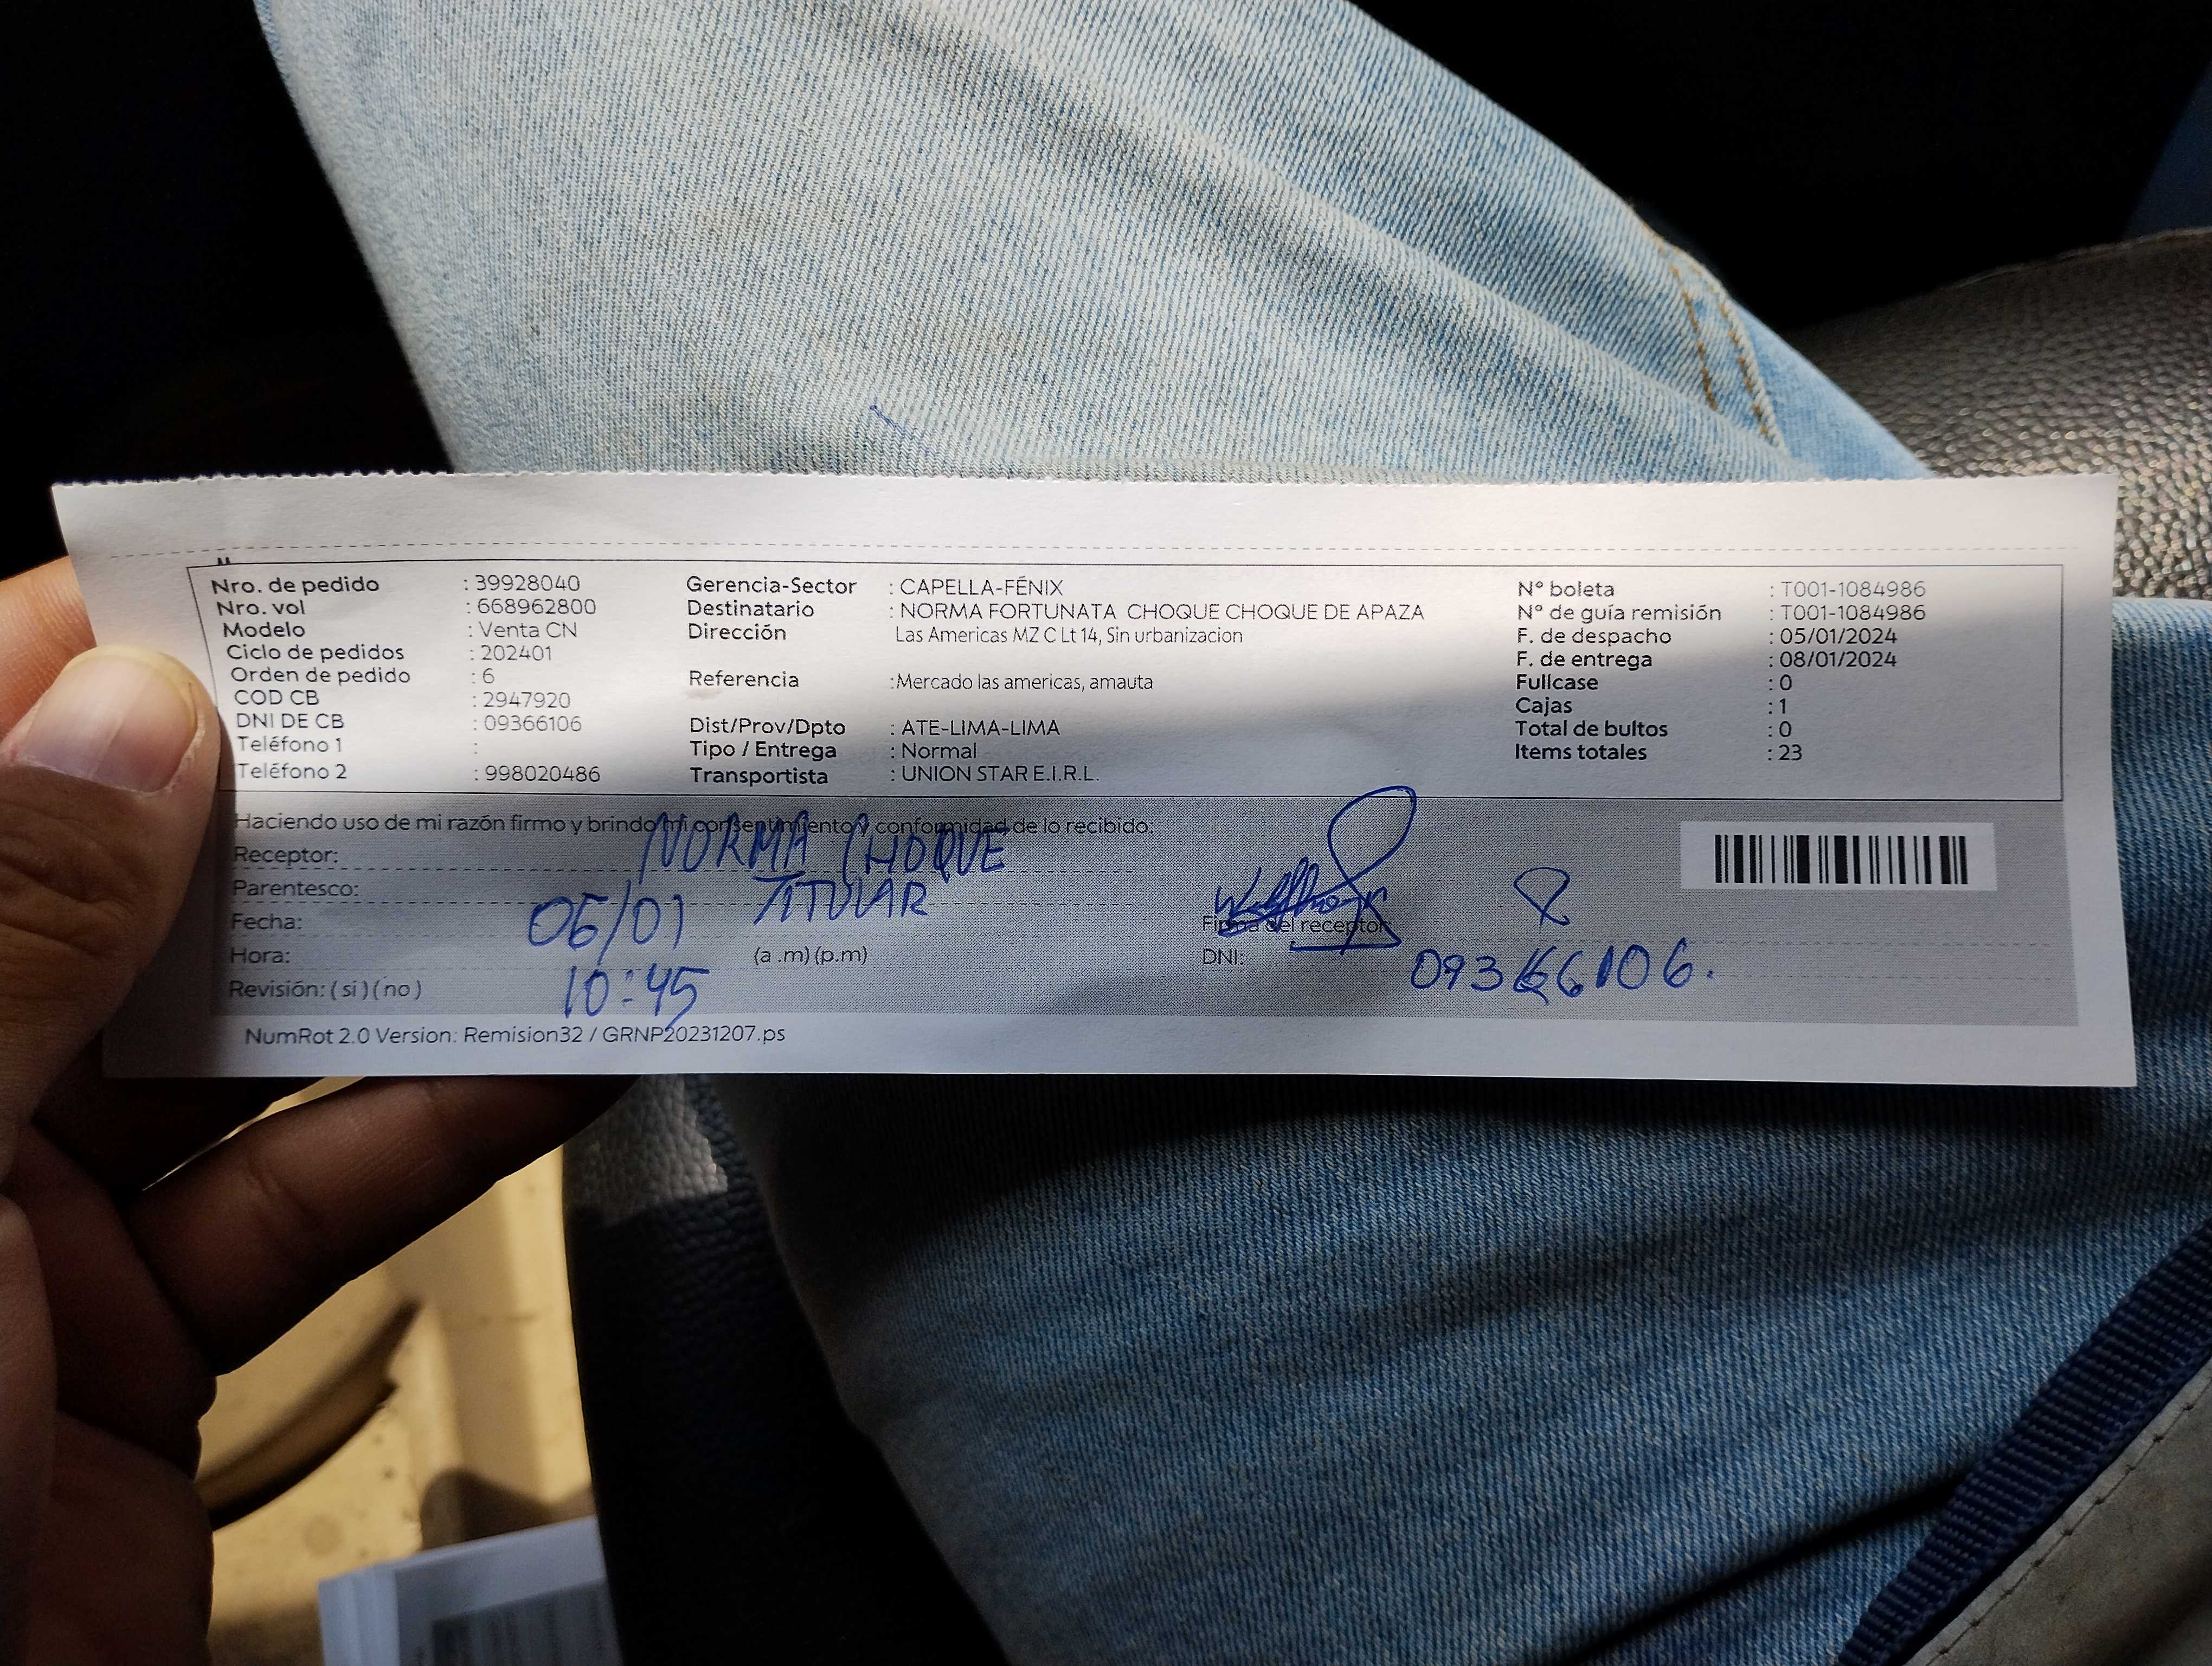 Nro. de pedido : 39928040
Nro. vol : 668962800
Modelo : Venta CN
Ciclo de pedidos : 202401
Orden de pedido : 6
COD CB : 2947920
DNI DE CB : 09366106
Teléfono 1 :
Teléfono 2 : 998020486
Gerencia-Sector : CAPELLA-FÉNIX
Destinatario : NORMA FORTUNATA CHOQUE CHOQUE DE APAZA
Dirección Las Americas MZ C Lt 14, Sin urbanizacion
Referencia :Mercado las americas, amauta
Dist/Prov/Dpto : ATE-LIMA-LIMA
Tipo / Entrega : Normal
Transportista : UNION STAR E.I.R.L.
N° boleta : T001-1084986
N° de guía remisión : T001-1084986
F. de despacho : 05/01/2024
F. de entrega : 08/01/2024
Fullcase : 0
Cajas : 1
Total de bultos : 0
Items totales : 23
Haciendo uso de mi razón firmo y brindo mi consentimiento y conformidad de lo recibido:
Receptor: NORMA CHOQUE
Parentesco: TITULAR
Fecha: 06/01
Hora: 10:45 (a .m) (p.m)
Revisión: ( sí ) ( no )
Firma del receptor:
DNI: 09366106.
NumRot 2.0 Version: Remision32 / GRNP20231207.ps